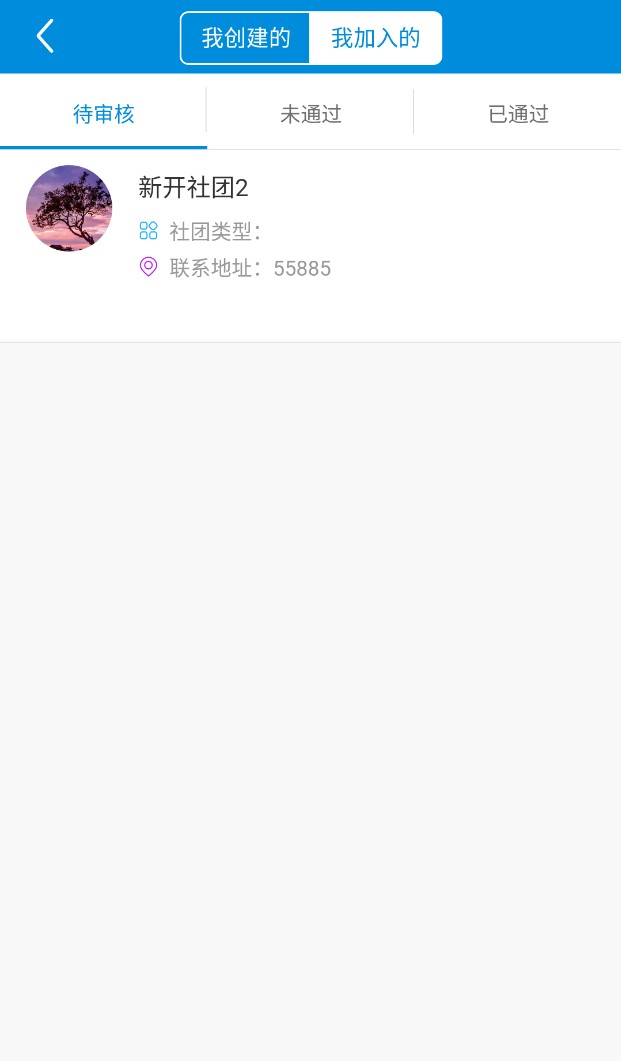 我创建的 我加入的
待审核 未通过 已通过
新开社团2
社团类型：
联系地址：55885